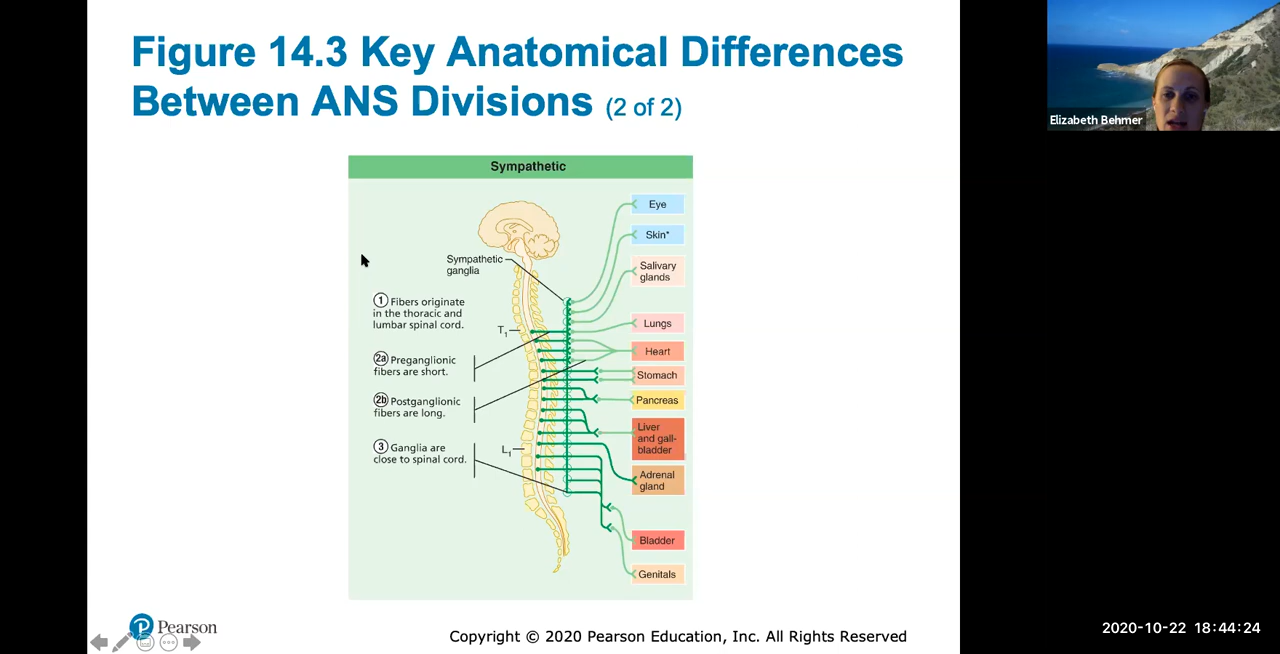 Figure 14.3 Key Anatomical Differences
Between ANS Divisions (2 of 2)
Elizabeth Behmer
Sympathetic
Eye
Skin*
Salivary
glands
Sympathetic
ganglia
1 Fibers originate
in the thoracic and
lumbar spinal cord.
T1
Lungs
Heart
2a Preganglionic
fibers are short.
Stomach
Pancreas
2b Postganglionic
fibers are long.
Liver
and gall-
bladder
3 Ganglia are
close to spinal cord.
L1
Adrenal
gland
Bladder
Genitals
Pearson
Copyright © 2020 Pearson Education, Inc. All Rights Reserved
2020-10-22 18:44:24